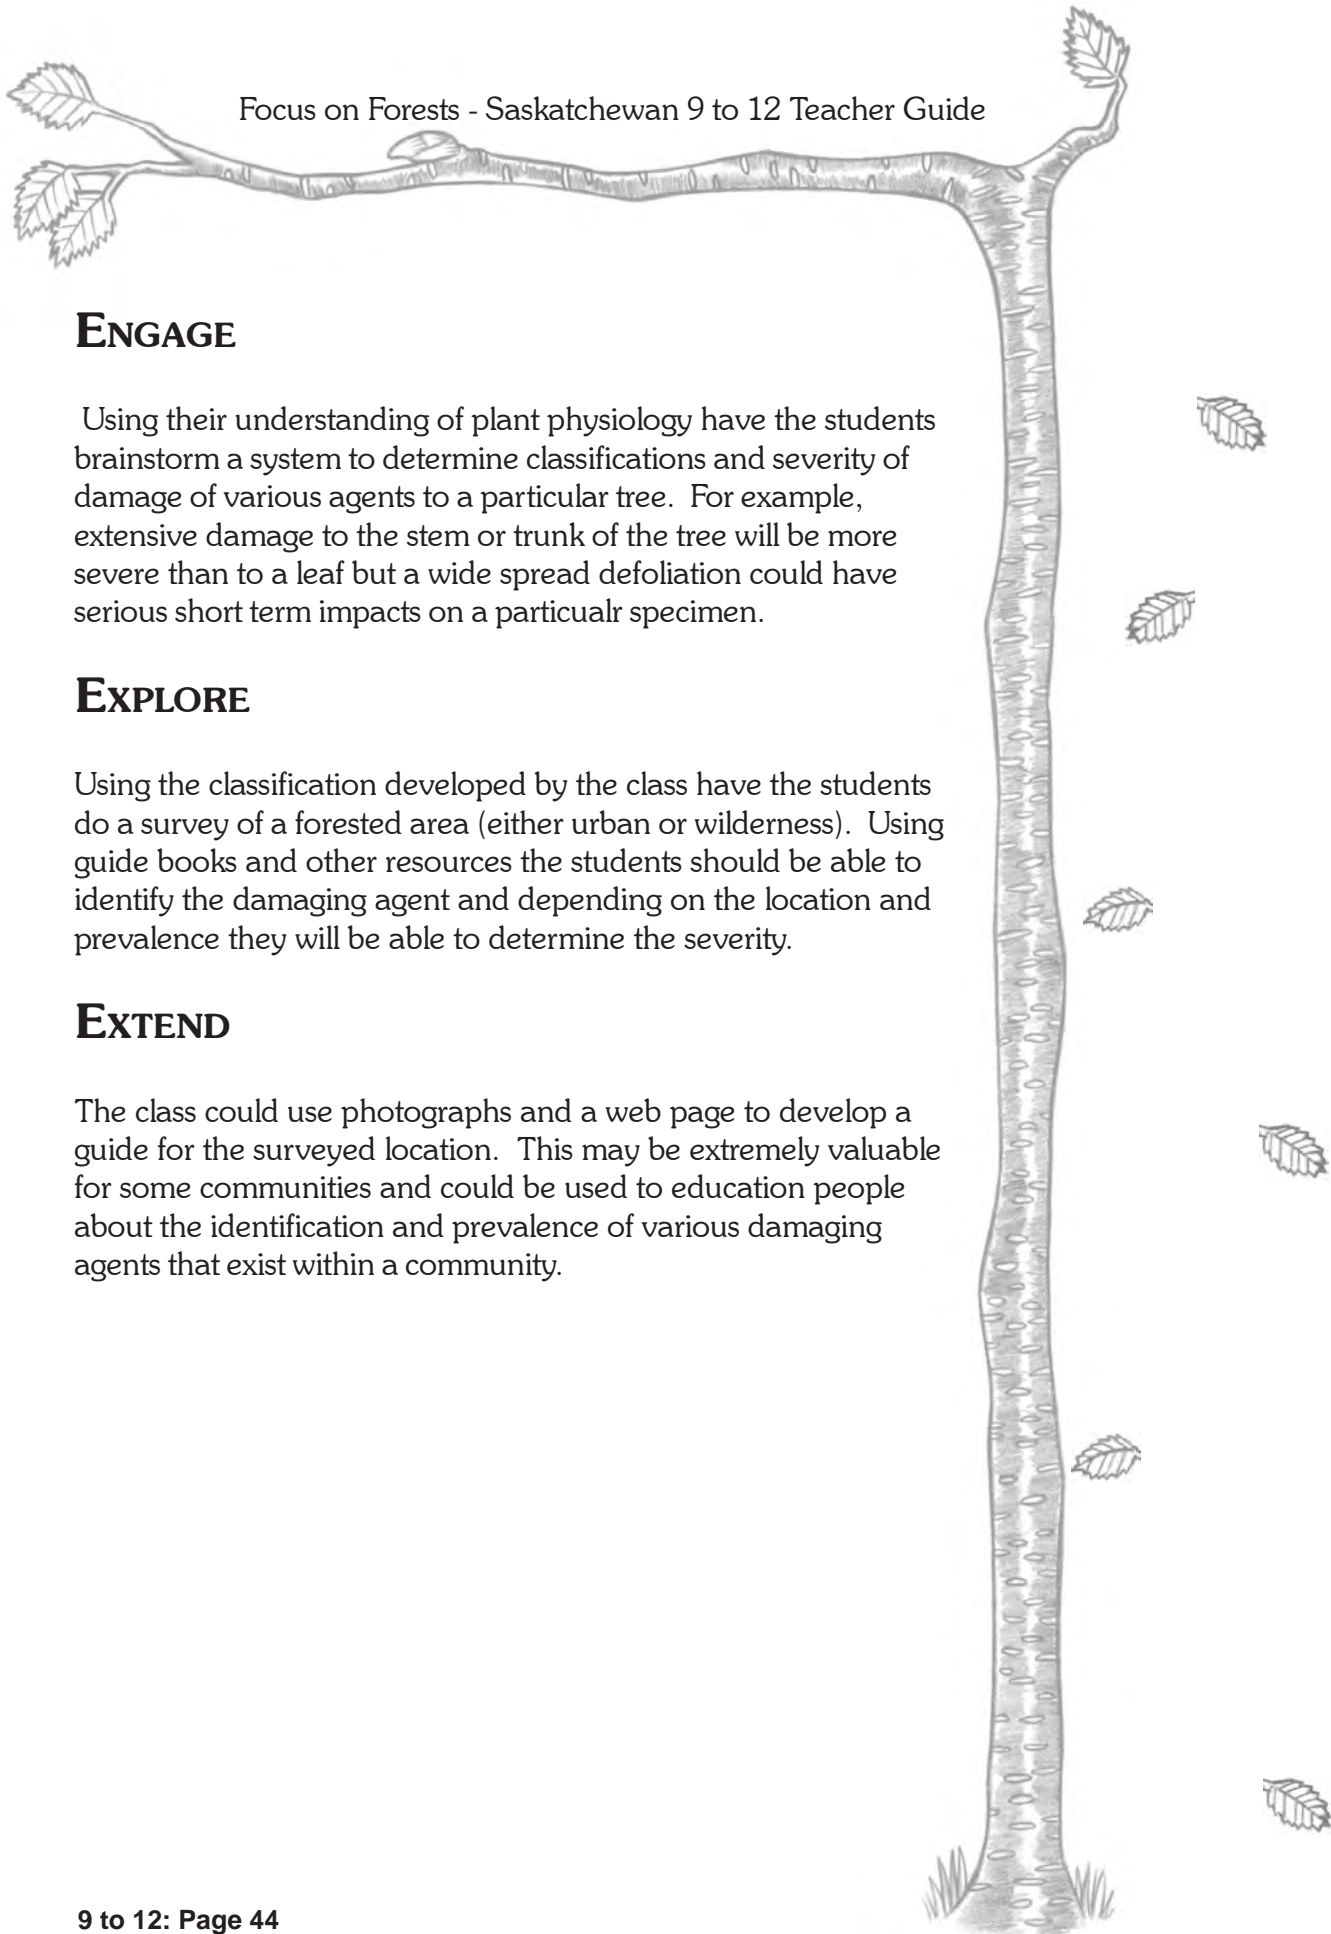 Focus on Forests - Saskatchewan 9 to 12 Teacher Guide
ENGAGE
Using their understanding of plant physiology have the students
brainstorm a system to determine classifications and severity of
damage of various agents to a particular tree.  For example,
extensive damage to the stem or trunk of the tree will be more
severe than to a leaf but a wide spread defoliation could have
serious short term impacts on a particualr specimen.
EXPLORE
Using the classification developed by the class have the students
do a survey of a forested area (either urban or wilderness).  Using
guide books and other resources the students should be able to
identify the damaging agent and depending on the location and
prevalence they will be able to determine the severity.
EXTEND
The class could use photographs and a web page to develop a
guide for the surveyed location.  This may be extremely valuable
for some communities and could be used to education people
about the identification and prevalence of various damaging
agents that exist within a community.
9 to 12: Page 44